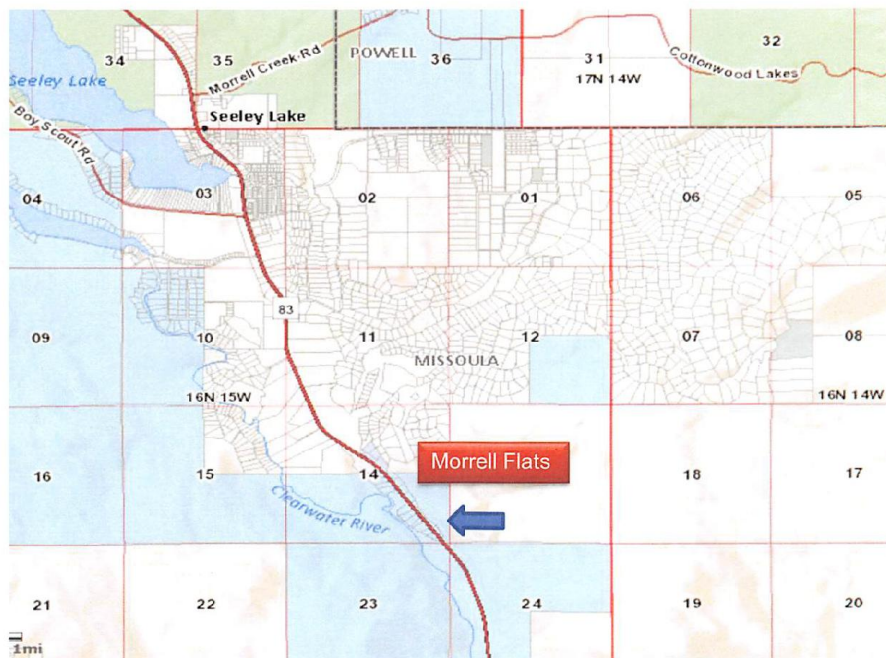 34
35
Morrell Creek Rd
POWELL
36
31
17N 14W
32
Cottonwood Lakes
Seeley Lake
Boy Scout Rd
Seeley Lake
04
03
02
01
06
05
83
09
10
11
12
07
08
MISSOULA
16N 15W
16N 14W
16
15
14
Morrell Flats
18
17
Clearwater River
21
22
23
24
19
20
1mi